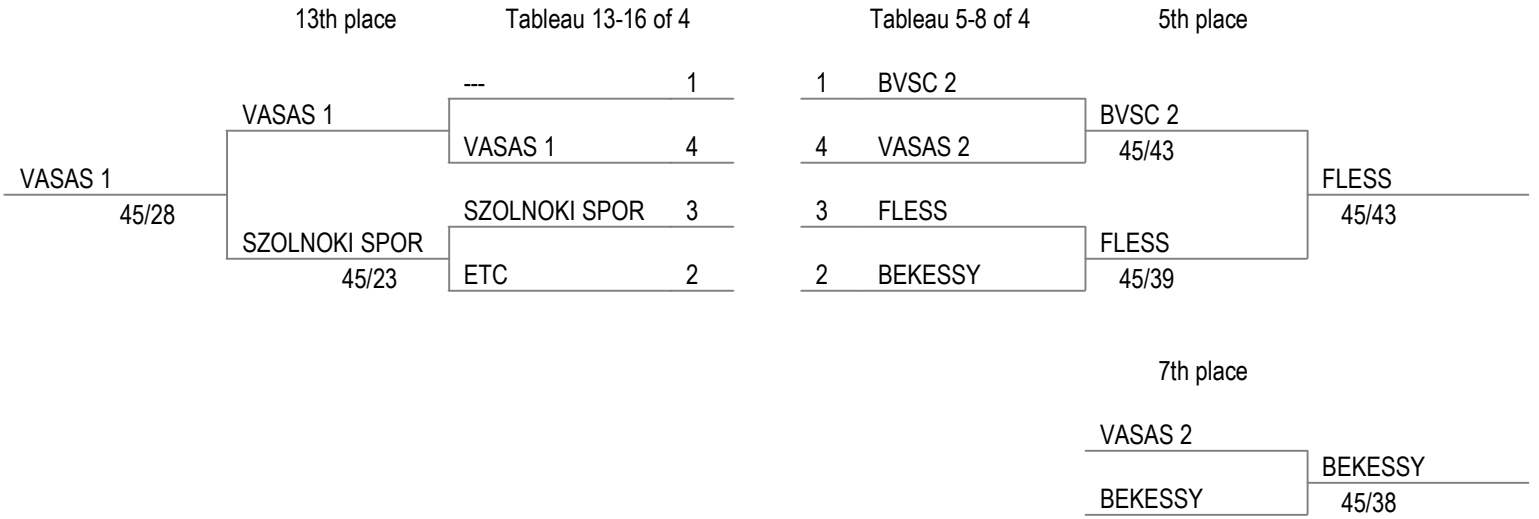 13th place Tableau 13-16 of 4 Tableau 5-8 of 4 5th place
--- 1 1 BVSC 2
VASAS 1 BVSC 2
VASAS 1 4 4 VASAS 2 45/43
VASAS 1 FLESS
45/28 SZOLNOKI SPOR 3 3 FLESS 45/43
SZOLNOKI SPOR FLESS
45/23 ETC 2 2 BEKESSY 45/39
7th place
VASAS 2
BEKESSY
BEKESSY 45/38